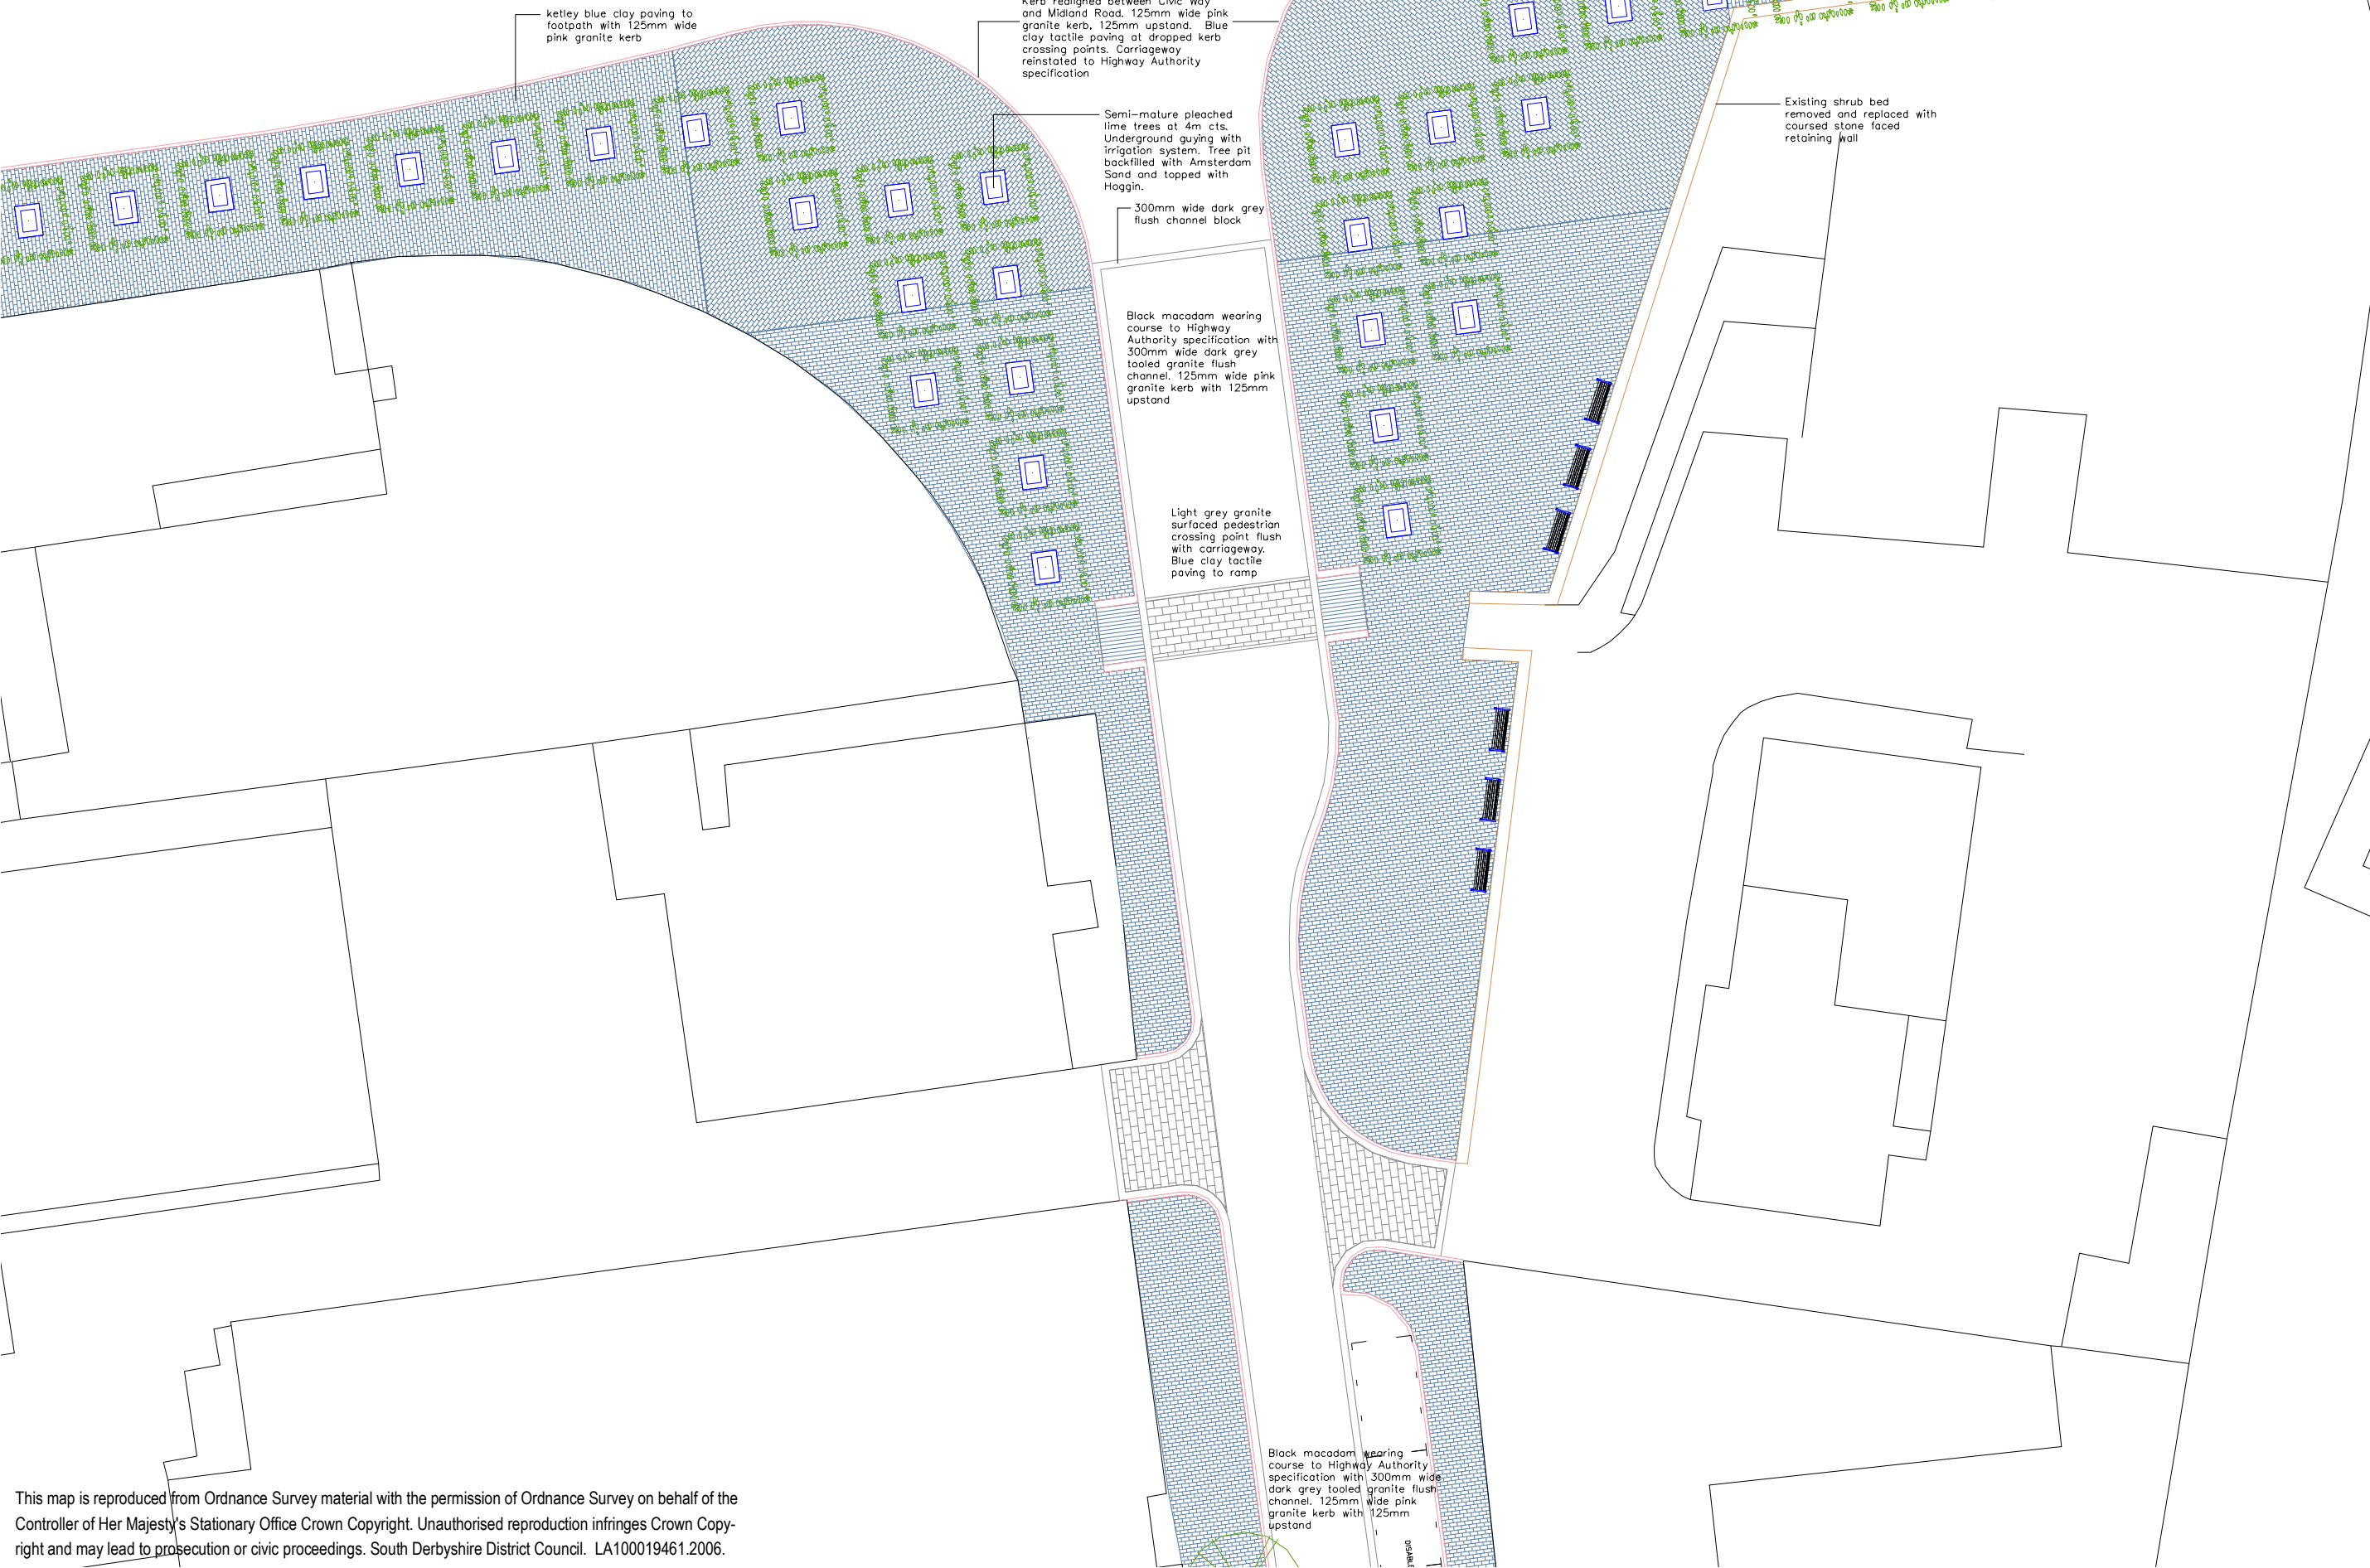 ketley blue clay paving to
footpath with 125mm wide
pink granite kerb
Kerb realigned between Civic Way
and Midland Road. 125mm wide pink
granite kerb, 125mm upstand. Blue
clay tactile paving at dropped kerb
crossing points. Carriageway
reinstated to Highway Authority
specification
Semi-mature pleached
lime trees at 4m cts.
Underground guying with
irrigation system. Tree pit
backfilled with Amsterdam
Sand and topped with
Hoggin.
300mm wide dark grey
flush channel block
Existing shrub bed
removed and replaced with
coursed stone faced
retaining wall
Black macadam wearing
course to Highway
Authority specification with
300mm wide dark grey
tooled granite flush
channel. 125mm wide pink
granite kerb with 125mm
upstand
Light grey granite
surfaced pedestrian
crossing point flush
with carriageway.
Blue clay tactile
paving to ramp
Black macadam wearing
course to Highway Authority
specification with 300mm wide
dark grey tooled granite flush
channel. 125mm wide pink
granite kerb with 125mm
upstand
This map is reproduced from Ordnance Survey material with the permission of Ordnance Survey on behalf of the
Controller of Her Majesty's Stationary Office Crown Copyright. Unauthorised reproduction infringes Crown Copy-
right and may lead to prosecution or civic proceedings. South Derbyshire District Council. LA100019461.2006.